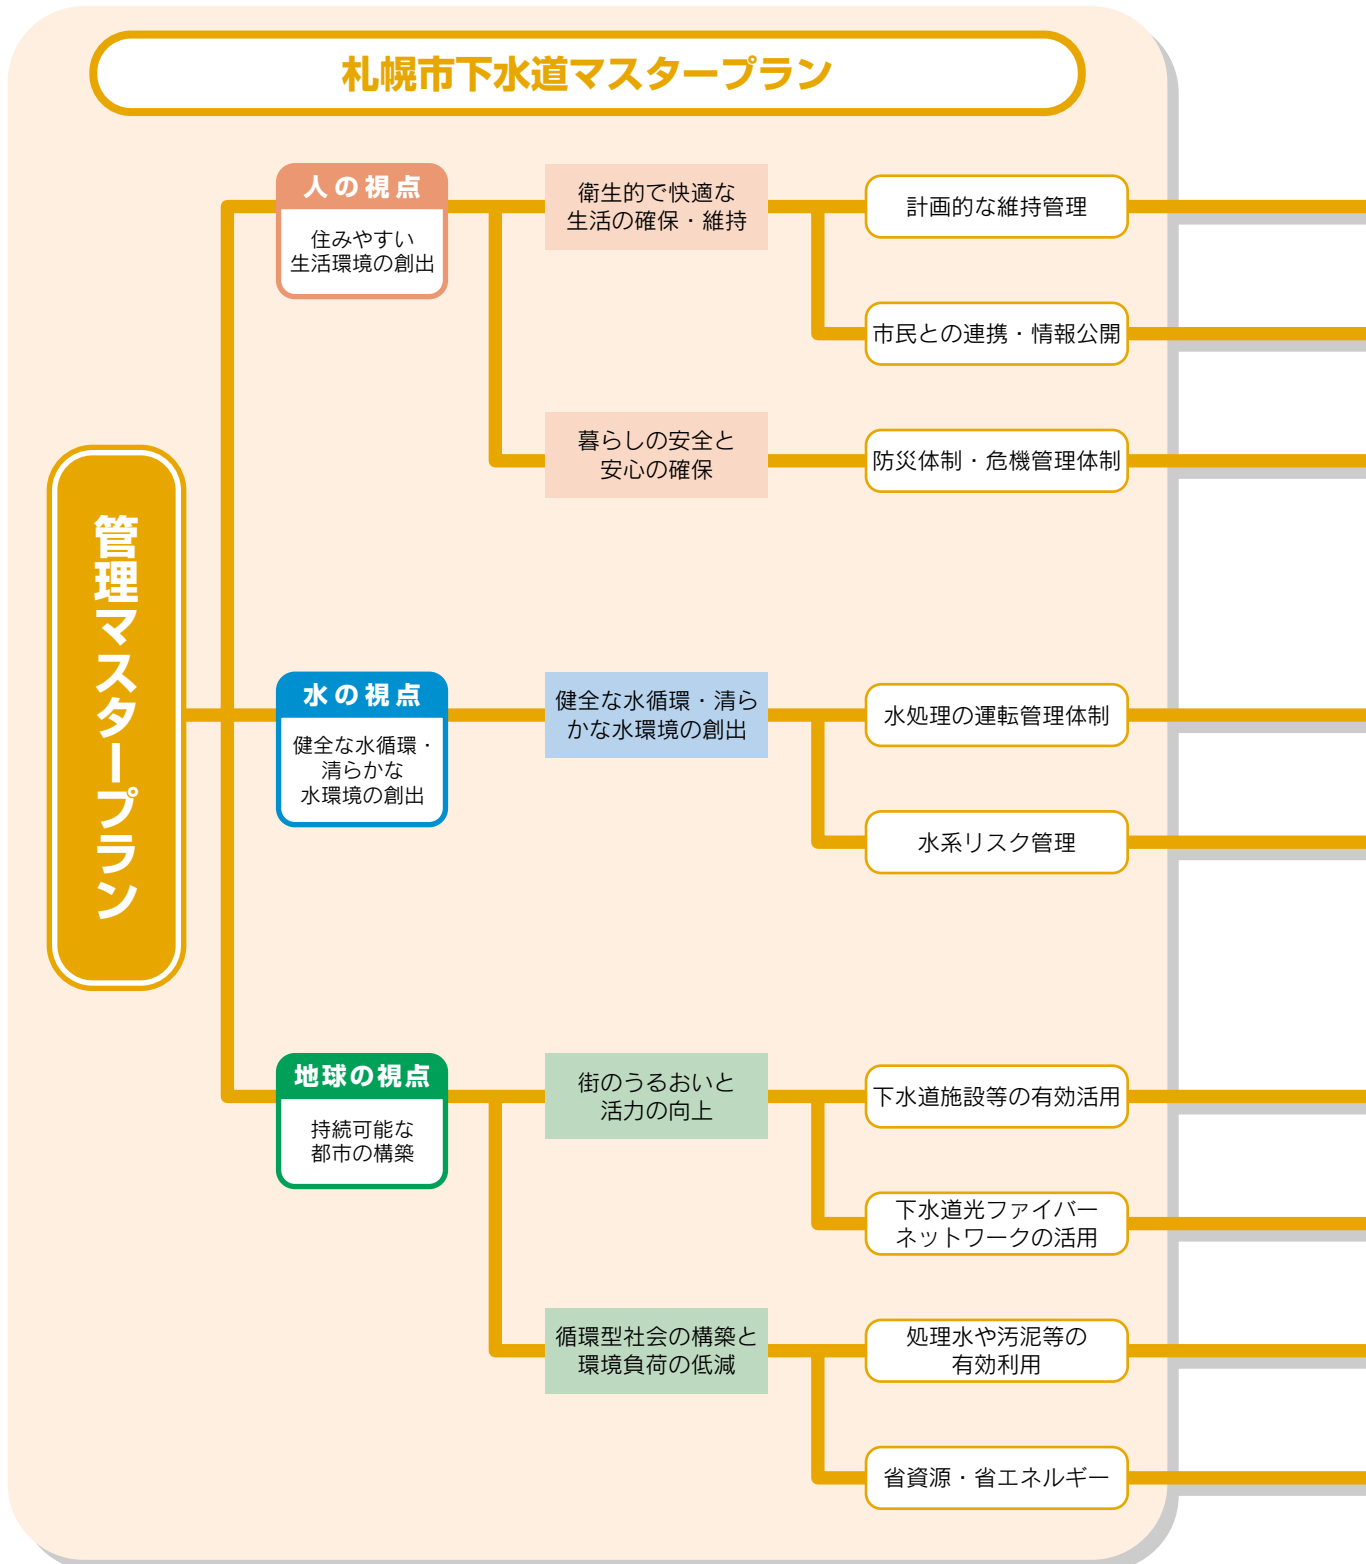 札幌市下水道マスタープラン
管理マスタープラン
人の視点
住みやすい
生活環境の創出
衛生的で快適な
生活の確保・維持
計画的な維持管理
市民との連携・情報公開
暮らしの安全と
安心の確保
防災体制・危機管理体制
水の視点
健全な水循環・
清らかな
水環境の創出
健全な水循環・清ら
かな水環境の創出
水処理の運転管理体制
水系リスク管理
地球の視点
持続可能な
都市の構築
街のうるおいと
活力の向上
下水道施設等の有効活用
下水道光ファイバー
ネットワークの活用
循環型社会の構築と
環境負荷の低減
処理水や汚泥等の
有効利用
省資源・省エネルギー